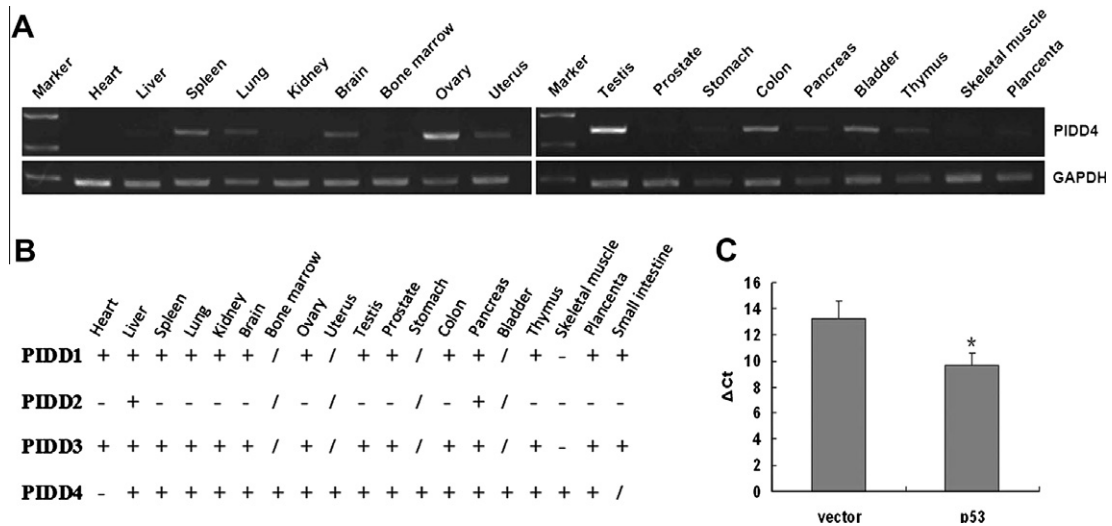 A
Marker Heart Liver Spleen Lung Kidney Brain Bone marrow Ovary Uterus Marker Testis Prostate Stomach Colon Pancreas Bladder Thymus Skeletal muscle Plancenta
PIDD4
GAPDH
B
Heart Liver Spleen Lung Kidney Brain Bone marrow Ovary Uterus Testis Prostate Stomach Colon Pancreas Bladder Thymus Skeletal muscle Plancenta Small intestine
PIDD1 + + + + + + / + / + + / + + / + - + +
PIDD2 - + - - - - / - / - - / - + / - - - -
PIDD3 + + + + + + / + / + + / + + / + - + +
PIDD4 - + + + + + + + + + + + + + + + + + /
C
16
14
12
10
8
6
4
2
0
ΔCt
*
vector p53